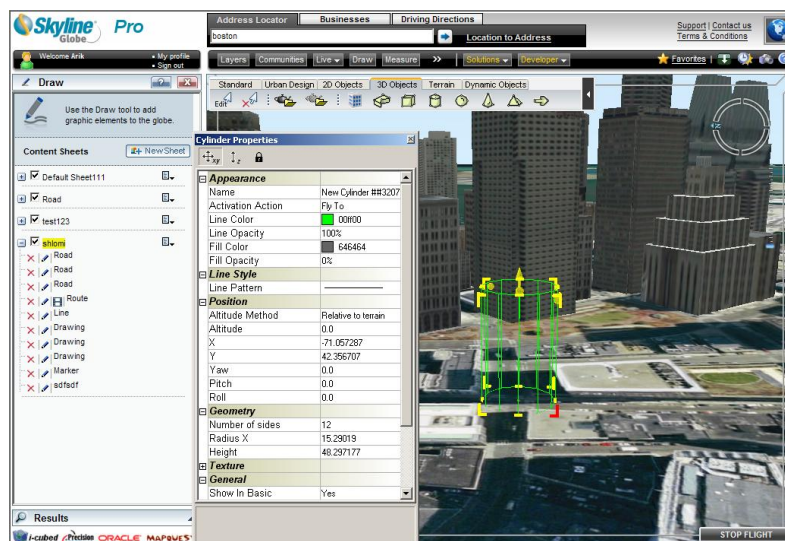 Skyline Globe Pro
Address Locator Businesses Driving Directions
boston
Location to Address
Support | Contact us
Terms & Conditions
Welcome Arik
My profile
Sign out
Layers Communities Live Draw Measure >> Solutions Developer
Favorites
Draw
Use the Draw tool to add
graphic elements to the globe.
Content Sheets
New Sheet
Default Sheet111
Road
test123
shlomi
Road
Road
Road
Route
Line
Drawing
Drawing
Drawing
Marker
sdfsdf
Results
i-cubed Precision ORACLE MAPQUEST
Standard Urban Design 2D Objects 3D Objects Terrain Dynamic Objects
Edit
Cylinder Properties
xy z
Appearance
Name New Cylinder ##3207
Activation Action Fly To
Line Color 00ff00
Line Opacity 100%
Fill Color 646464
Fill Opacity 0%
Line Style
Line Pattern
Position
Altitude Method Relative to terrain
Altitude 0.0
X -71.057287
Y 42.356707
Yaw 0.0
Pitch 0.0
Roll 0.0
Geometry
Number of sides 12
Radius X 15.29019
Height 48.297177
Texture
General
Show In Basic Yes
STOP FLIGHT